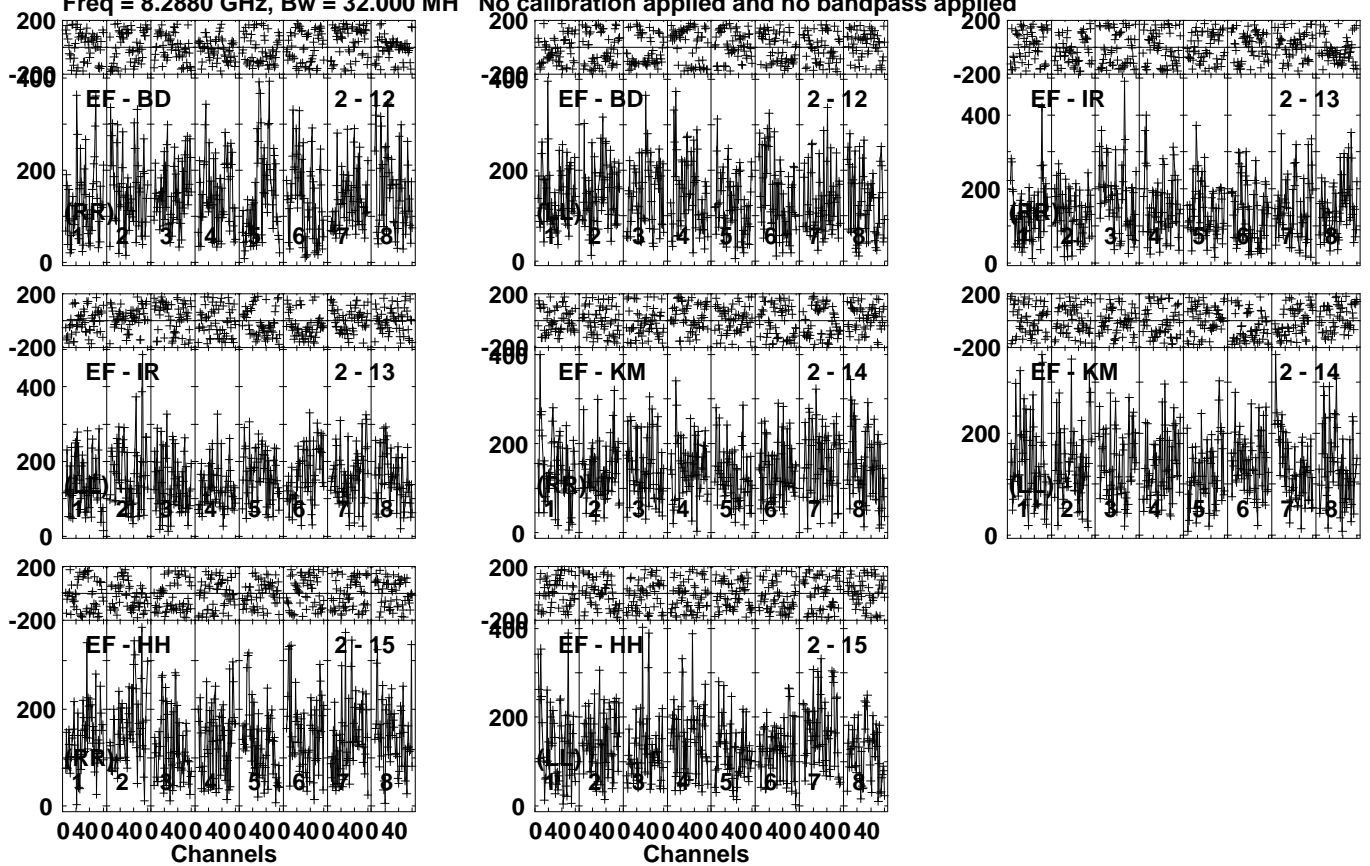 Freq = 8.2880 GHz, Bw = 32.000 MH No calibration applied and no bandpass applied
200
-200
400
200
0
EF - BD 2 - 12
(RR)
1 2 3 4 5 6 7 8
200
-200
400
200
0
EF - BD 2 - 12
(LL)
1 2 3 4 5 6 7 8
200
-200
400
200
0
EF - IR 2 - 13
(RR)
1 2 3 4 5 6 7 8
200
-200
400
200
0
EF - IR 2 - 13
(LL)
1 2 3 4 5 6 7 8
200
-200
400
200
0
EF - KM 2 - 14
(RR)
1 2 3 4 5 6 7 8
200
-200
200
0
EF - KM 2 - 14
(LL)
1 2 3 4 5 6 7 8
200
-200
200
0
EF - HH 2 - 15
(RR)
1 2 3 4 5 6 7 8
0 40 0 40 0 40 0 40 0 40 0 40 0 40 0 40
Channels
200
-200
400
200
0
EF - HH 2 - 15
(LL)
1 2 3 4 5 6 7 8
0 40 0 40 0 40 0 40 0 40 0 40 0 40 0 40
Channels